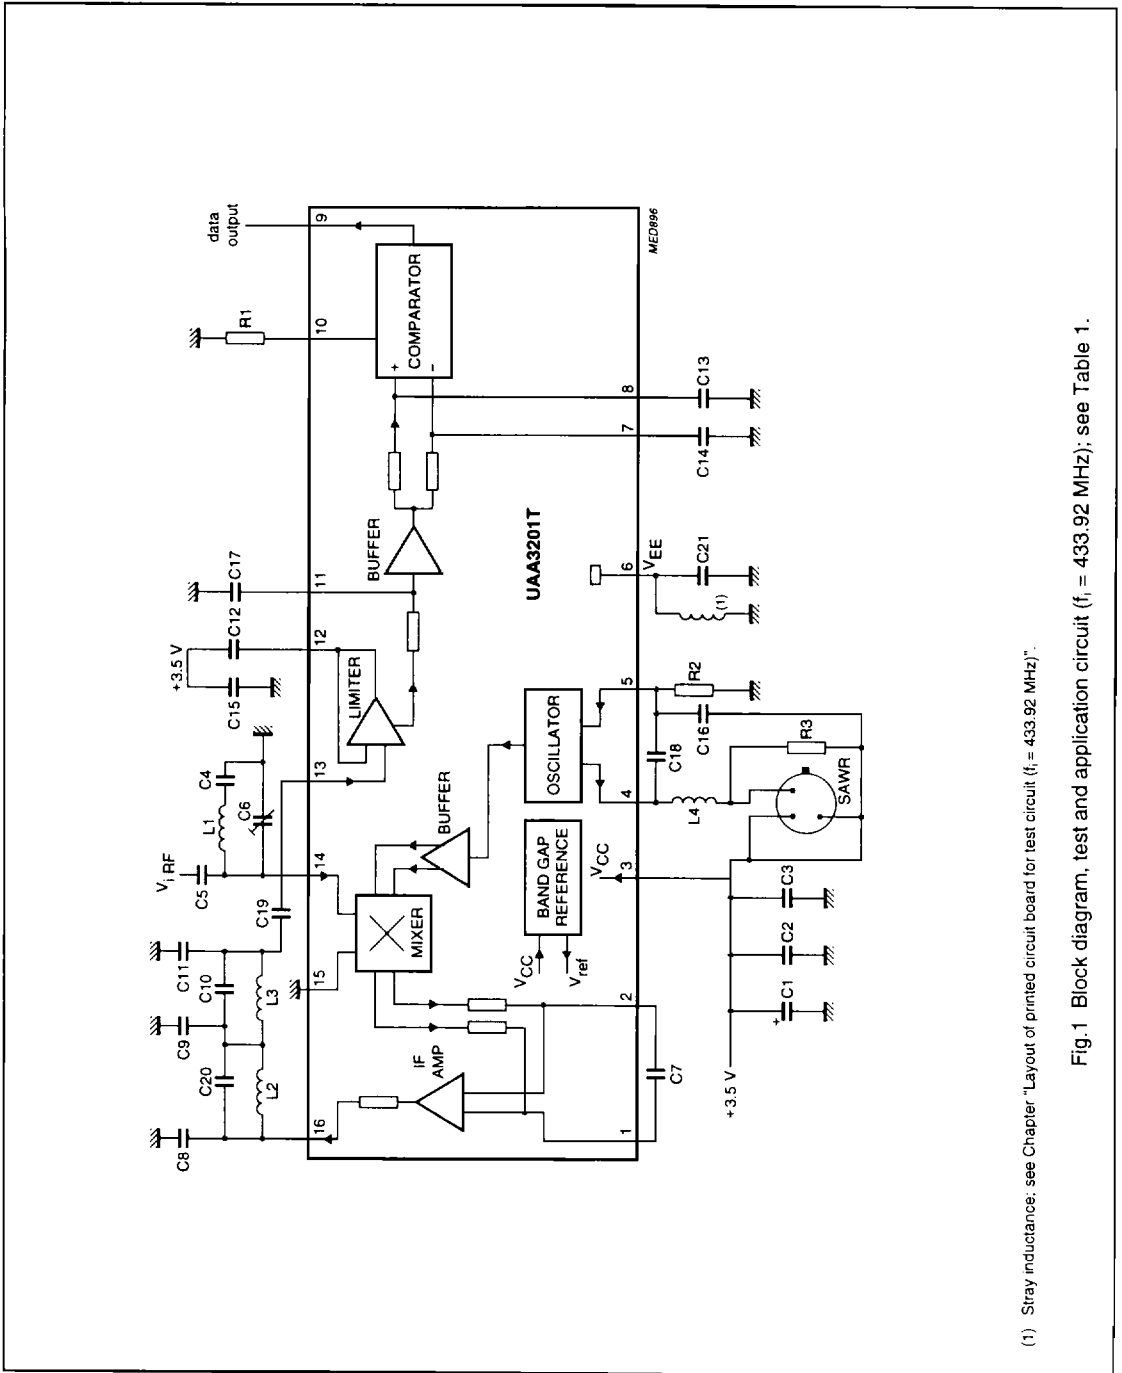 C8
C20
L2
C9
C10
L3
C11
C19
V i RF
C5
L1
C4
C6
+3.5 V
C15
C12
C17
R1
data
output
16
15
14
13
12
11
10
9
IF
AMP
MIXER
BUFFER
LIMITER
BUFFER
+
−
COMPARATOR
VCC
Vref
BAND GAP
REFERENCE
OSCILLATOR
UAA3201T
1
2
3
VCC
4
5
6
VEE
7
8
MED896
C7
+3.5 V
+
C1
C2
C3
L4
SAWR
R3
C18
C16
R2
(1)
C21
C14
C13
(1) Stray inductance; see Chapter "Layout of printed circuit board for test circuit (fi = 433.92 MHz)".
Fig.1 Block diagram, test and application circuit (fi = 433.92 MHz); see Table 1.